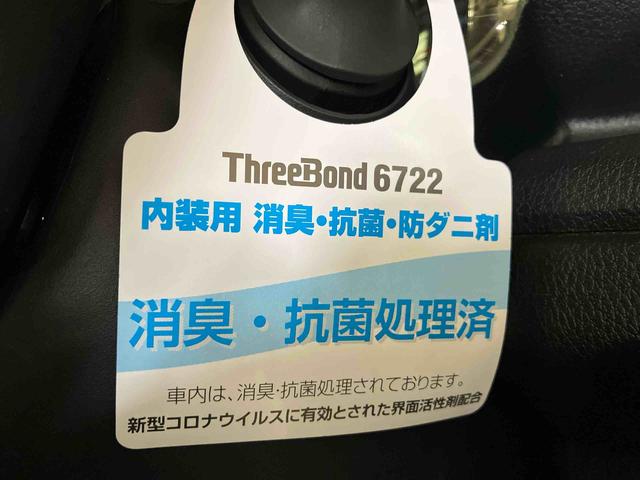 ThreeBond 6722
内装用 消臭・抗菌・防ダニ剤
消臭・抗菌処理済
車内は、消臭・抗菌処理されております。
新型コロナウイルスに有効とされた界面活性剤配合